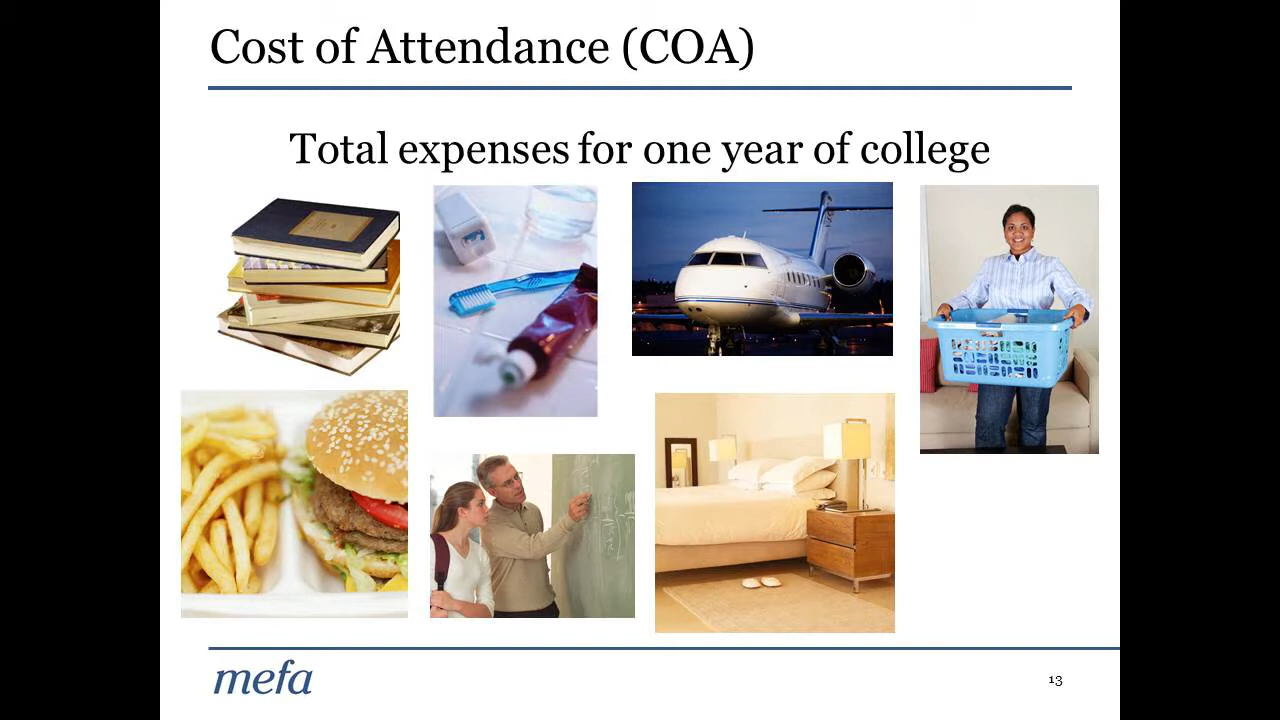 Cost of Attendance (COA)
Total expenses for one year of college
mefa
13